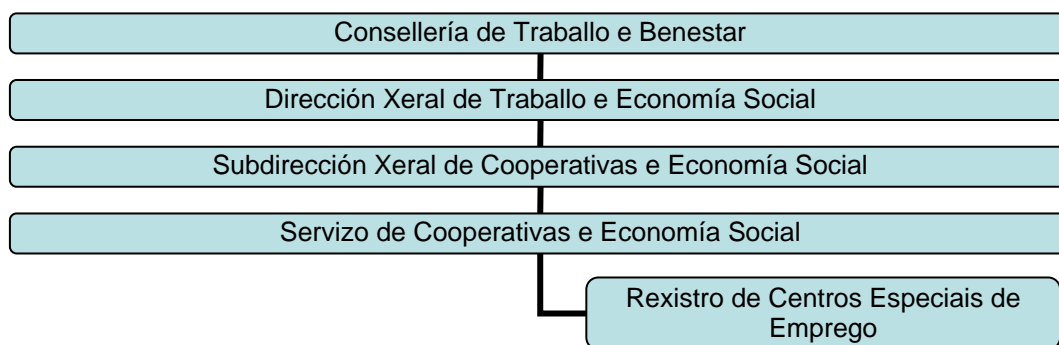 Consellería de Traballo e Benestar
Dirección Xeral de Traballo e Economía Social
Subdirección Xeral de Cooperativas e Economía Social
Servizo de Cooperativas e Economía Social
Rexistro de Centros Especiais de
Emprego